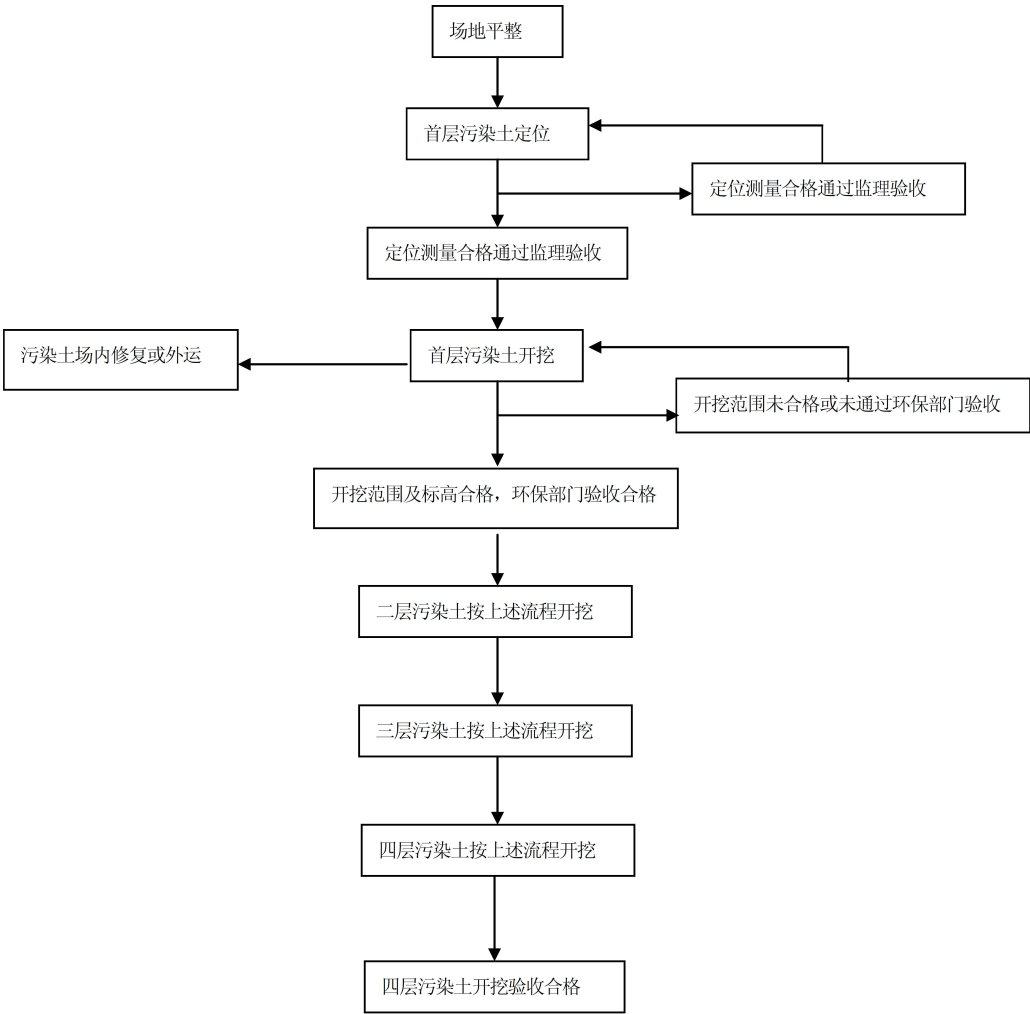 场地平整
首层污染土定位
定位测量合格通过监理验收
定位测量合格通过监理验收
首层污染土开挖
污染土场内修复或外运
开挖范围未合格或未通过环保部门验收
开挖范围及标高合格，环保部门验收合格
二层污染土按上述流程开挖
三层污染土按上述流程开挖
四层污染土按上述流程开挖
四层污染土开挖验收合格